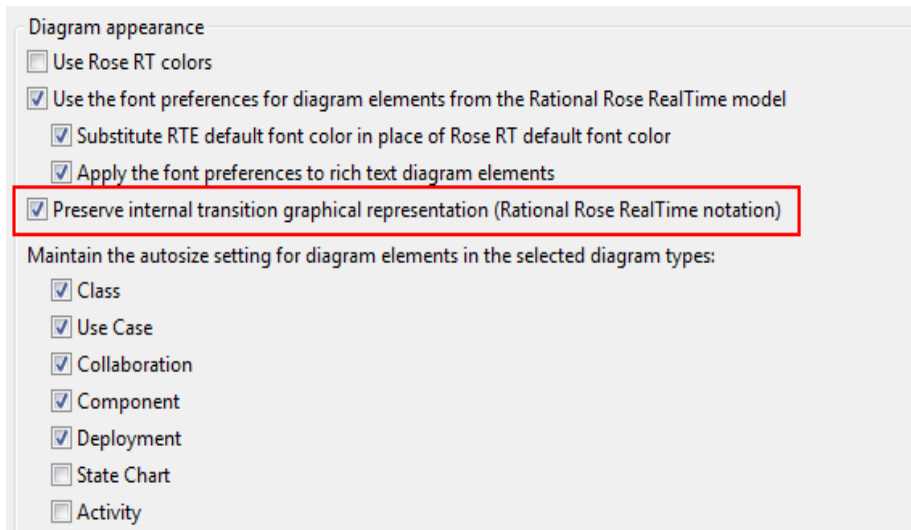 Diagram appearance
Use Rose RT colors
Use the font preferences for diagram elements from the Rational Rose RealTime model
Substitute RTE default font color in place of Rose RT default font color
Apply the font preferences to rich text diagram elements
Preserve internal transition graphical representation (Rational Rose RealTime notation)
Maintain the autosize setting for diagram elements in the selected diagram types:
Class
Use Case
Collaboration
Component
Deployment
State Chart
Activity